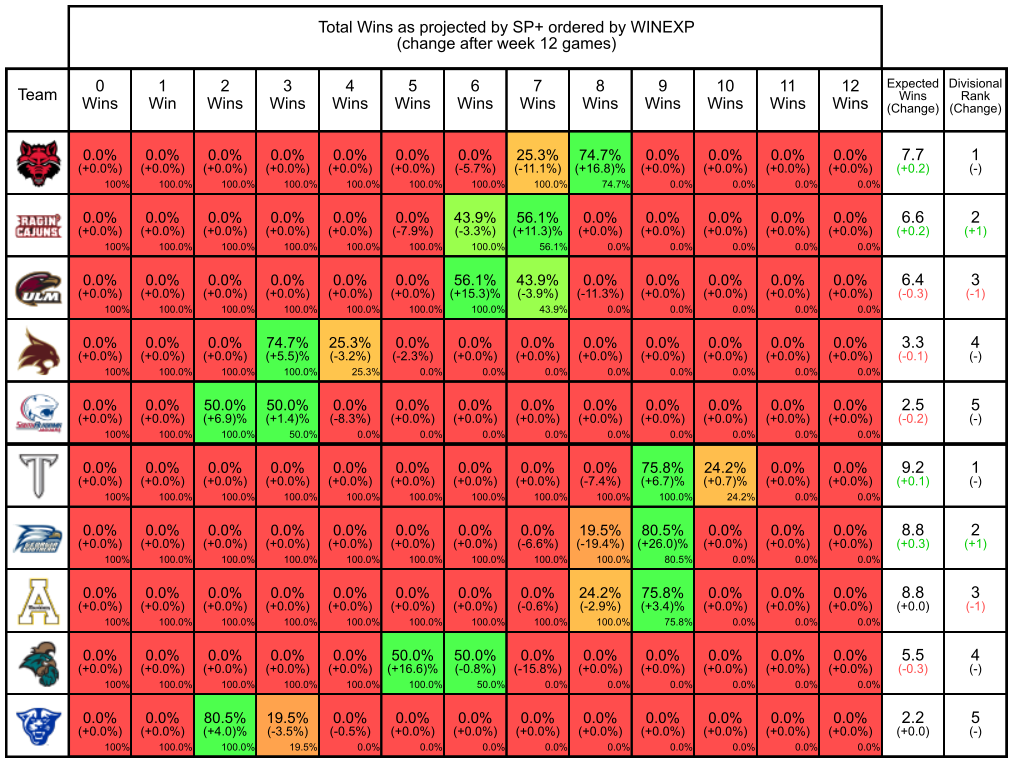 Total Wins as projected by SP+ ordered by WINEXP
(change after week 12 games)
Team
0 Wins
1 Win
2 Wins
3 Wins
4 Wins
5 Wins
6 Wins
7 Wins
8 Wins
9 Wins
10 Wins
11 Wins
12 Wins
Expected Wins (Change)
Divisional Rank (Change)
0.0% 0.0% 0.0% 0.0% 0.0% 0.0% 0.0% 25.3% 74.7% 0.0% 0.0% 0.0% 0.0% 7.7 1
(+0.0%) (+0.0%) (+0.0%) (+0.0%) (+0.0%) (+0.0%) (-5.7%) (-11.1%) (+16.8)% (+0.0%) (+0.0%) (+0.0%) (+0.0%) (+0.2) (-)
100% 100.0% 100.0% 100.0% 100.0% 100.0% 100.0% 100.0% 74.7% 0.0% 0.0% 0.0% 0.0%
RAGIN'
CAJUNS
0.0% 0.0% 0.0% 0.0% 0.0% 0.0% 43.9% 56.1% 0.0% 0.0% 0.0% 0.0% 0.0% 6.6 2
(+0.0%) (+0.0%) (+0.0%) (+0.0%) (+0.0%) (-7.9%) (-3.3%) (+11.3)% (+0.0%) (+0.0%) (+0.0%) (+0.0%) (+0.0%) (+0.2) (+1)
100% 100.0% 100.0% 100.0% 100.0% 100.0% 100.0% 56.1% 0.0% 0.0% 0.0% 0.0% 0.0%
ULM
0.0% 0.0% 0.0% 0.0% 0.0% 0.0% 56.1% 43.9% 0.0% 0.0% 0.0% 0.0% 0.0% 6.4 3
(+0.0%) (+0.0%) (+0.0%) (+0.0%) (+0.0%) (+0.0%) (+15.3)% (-3.9%) (-11.3%) (+0.0%) (+0.0%) (+0.0%) (+0.0%) (-0.3) (-1)
100% 100.0% 100.0% 100.0% 100.0% 100.0% 100.0% 43.9% 0.0% 0.0% 0.0% 0.0% 0.0%
0.0% 0.0% 0.0% 74.7% 25.3% 0.0% 0.0% 0.0% 0.0% 0.0% 0.0% 0.0% 0.0% 3.3 4
(+0.0%) (+0.0%) (+0.0%) (+5.5)% (-3.2%) (-2.3%) (+0.0%) (+0.0%) (+0.0%) (+0.0%) (+0.0%) (+0.0%) (+0.0%) (-0.1) (-)
100% 100.0% 100.0% 100.0% 25.3% 0.0% 0.0% 0.0% 0.0% 0.0% 0.0% 0.0% 0.0%
0.0% 0.0% 50.0% 50.0% 0.0% 0.0% 0.0% 0.0% 0.0% 0.0% 0.0% 0.0% 0.0% 2.5 5
(+0.0%) (+0.0%) (+6.9)% (+1.4)% (-8.3%) (+0.0%) (+0.0%) (+0.0%) (+0.0%) (+0.0%) (+0.0%) (+0.0%) (+0.0%) (-0.2) (-)
100% 100.0% 100.0% 50.0% 0.0% 0.0% 0.0% 0.0% 0.0% 0.0% 0.0% 0.0% 0.0%
T
0.0% 0.0% 0.0% 0.0% 0.0% 0.0% 0.0% 0.0% 0.0% 75.8% 24.2% 0.0% 0.0% 9.2 1
(+0.0%) (+0.0%) (+0.0%) (+0.0%) (+0.0%) (+0.0%) (+0.0%) (+0.0%) (-7.4%) (+6.7)% (+0.7)% (+0.0%) (+0.0%) (+0.1) (-)
100% 100.0% 100.0% 100.0% 100.0% 100.0% 100.0% 100.0% 100.0% 100.0% 24.2% 0.0% 0.0%
0.0% 0.0% 0.0% 0.0% 0.0% 0.0% 0.0% 0.0% 19.5% 80.5% 0.0% 0.0% 0.0% 8.8 2
(+0.0%) (+0.0%) (+0.0%) (+0.0%) (+0.0%) (+0.0%) (+0.0%) (-6.6%) (-19.4%) (+26.0)% (+0.0%) (+0.0%) (+0.0%) (+0.3) (+1)
100% 100.0% 100.0% 100.0% 100.0% 100.0% 100.0% 100.0% 100.0% 80.5% 0.0% 0.0% 0.0%
A
0.0% 0.0% 0.0% 0.0% 0.0% 0.0% 0.0% 0.0% 24.2% 75.8% 0.0% 0.0% 0.0% 8.8 3
(+0.0%) (+0.0%) (+0.0%) (+0.0%) (+0.0%) (+0.0%) (+0.0%) (-0.6%) (-2.9%) (+3.4)% (+0.0%) (+0.0%) (+0.0%) (+0.0) (-1)
100% 100.0% 100.0% 100.0% 100.0% 100.0% 100.0% 100.0% 100.0% 75.8% 0.0% 0.0% 0.0%
0.0% 0.0% 0.0% 0.0% 0.0% 50.0% 50.0% 0.0% 0.0% 0.0% 0.0% 0.0% 0.0% 5.5 4
(+0.0%) (+0.0%) (+0.0%) (+0.0%) (+0.0%) (+16.6)% (-0.8%) (-15.8%) (+0.0%) (+0.0%) (+0.0%) (+0.0%) (+0.0%) (-0.3) (-)
100% 100.0% 100.0% 100.0% 100.0% 100.0% 50.0% 0.0% 0.0% 0.0% 0.0% 0.0% 0.0%
0.0% 0.0% 80.5% 19.5% 0.0% 0.0% 0.0% 0.0% 0.0% 0.0% 0.0% 0.0% 0.0% 2.2 5
(+0.0%) (+0.0%) (+4.0)% (-3.5%) (-0.5%) (+0.0%) (+0.0%) (+0.0%) (+0.0%) (+0.0%) (+0.0%) (+0.0%) (+0.0%) (+0.0) (-)
100% 100.0% 100.0% 19.5% 0.0% 0.0% 0.0% 0.0% 0.0% 0.0% 0.0% 0.0% 0.0%